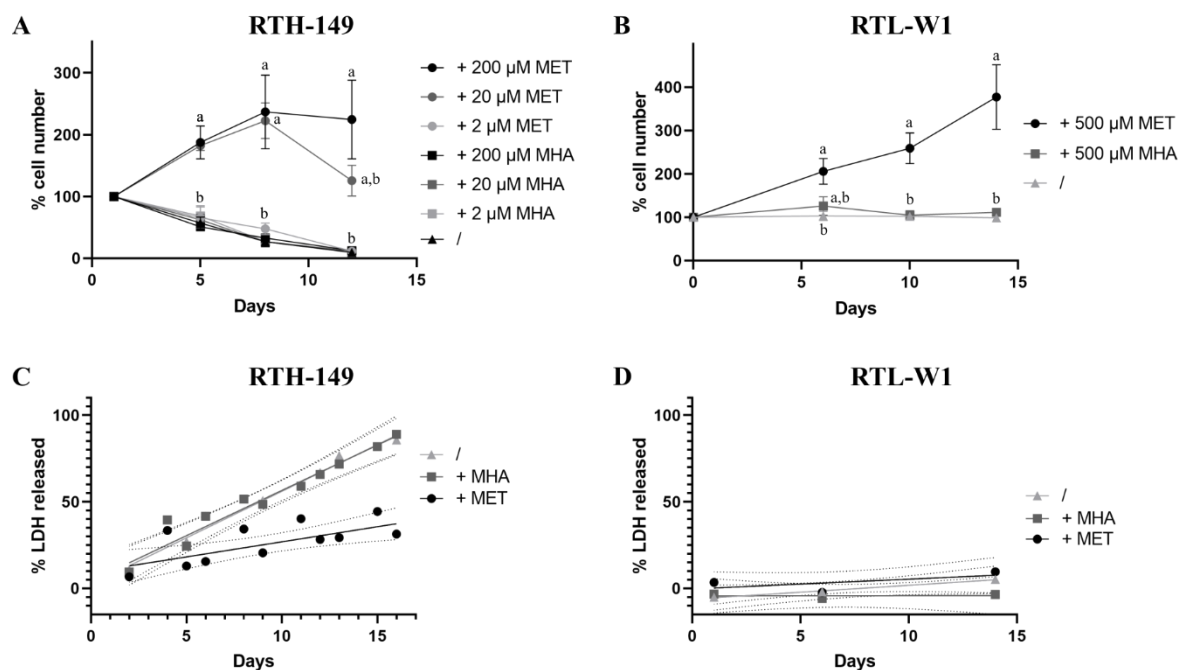 A RTH-149
% cell number
300
200
100
0
0 5 10 15
Days
a
a
a
a
a,b
b
b
b
+ 200 µM MET
+ 20 µM MET
+ 2 µM MET
+ 200 µM MHA
+ 20 µM MHA
+ 2 µM MHA
/
B RTL-W1
% cell number
400
300
200
100
0
0 5 10 15
Days
a
a
a
a,b
b
b
b
+ 500 µM MET
+ 500 µM MHA
/
C RTH-149
% LDH released
100
50
0
0 5 10 15
Days
/
+ MHA
+ MET
D RTL-W1
% LDH released
100
50
0
0 5 10 15
Days
/
+ MHA
+ MET